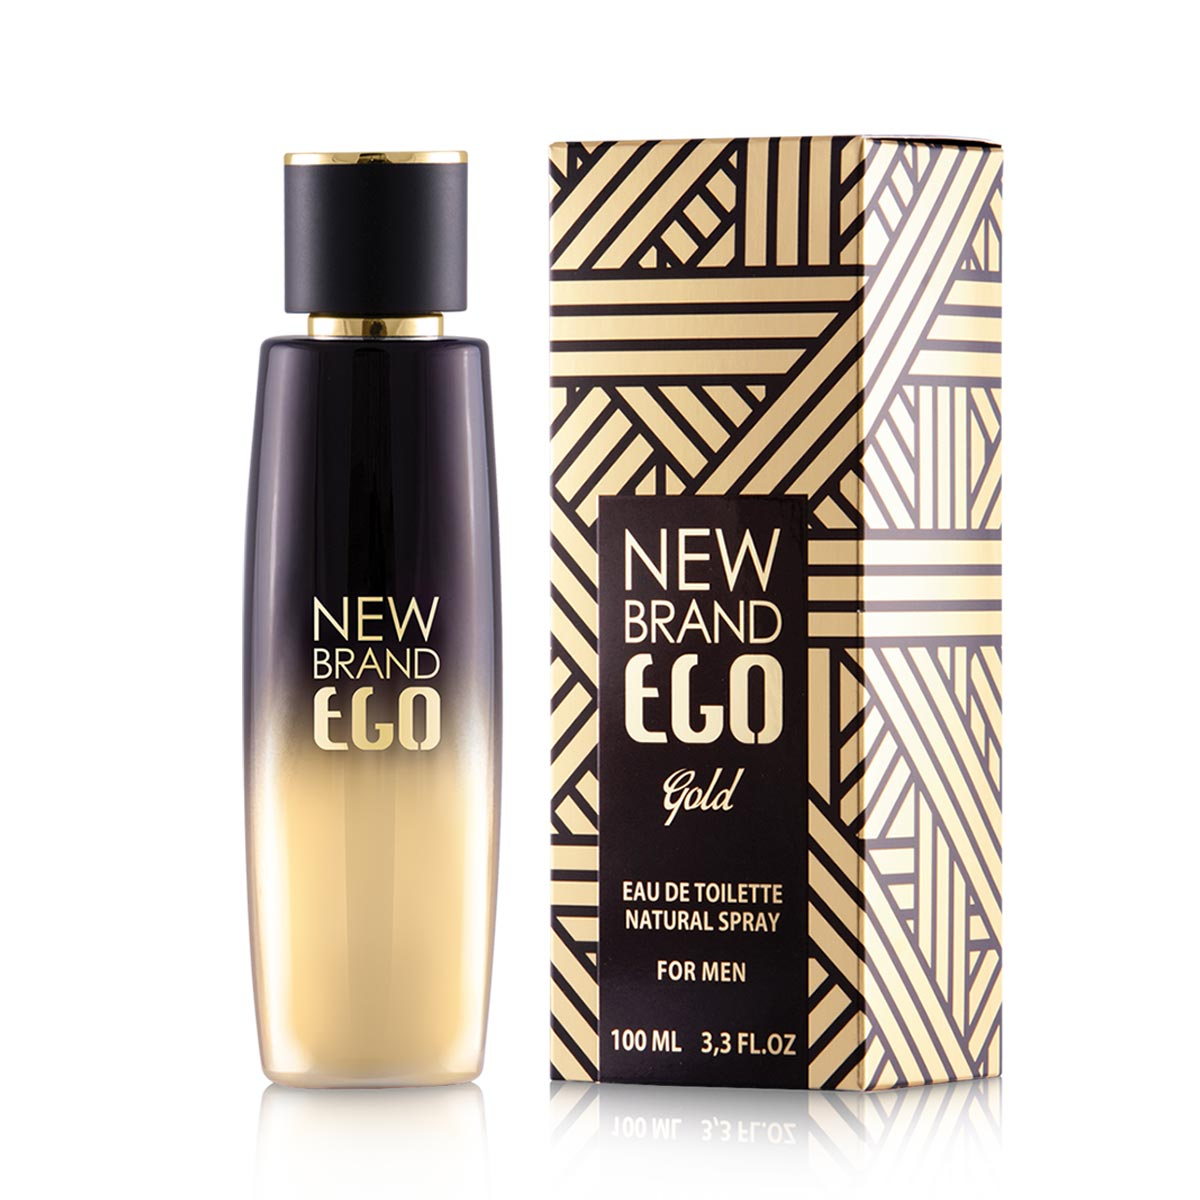 NEW
BRAND
EGO
NEW
BRAND
EGO
Gold
EAU DE TOILETTE
NATURAL SPRAY
FOR MEN
100 ML 3,3 FL.OZ